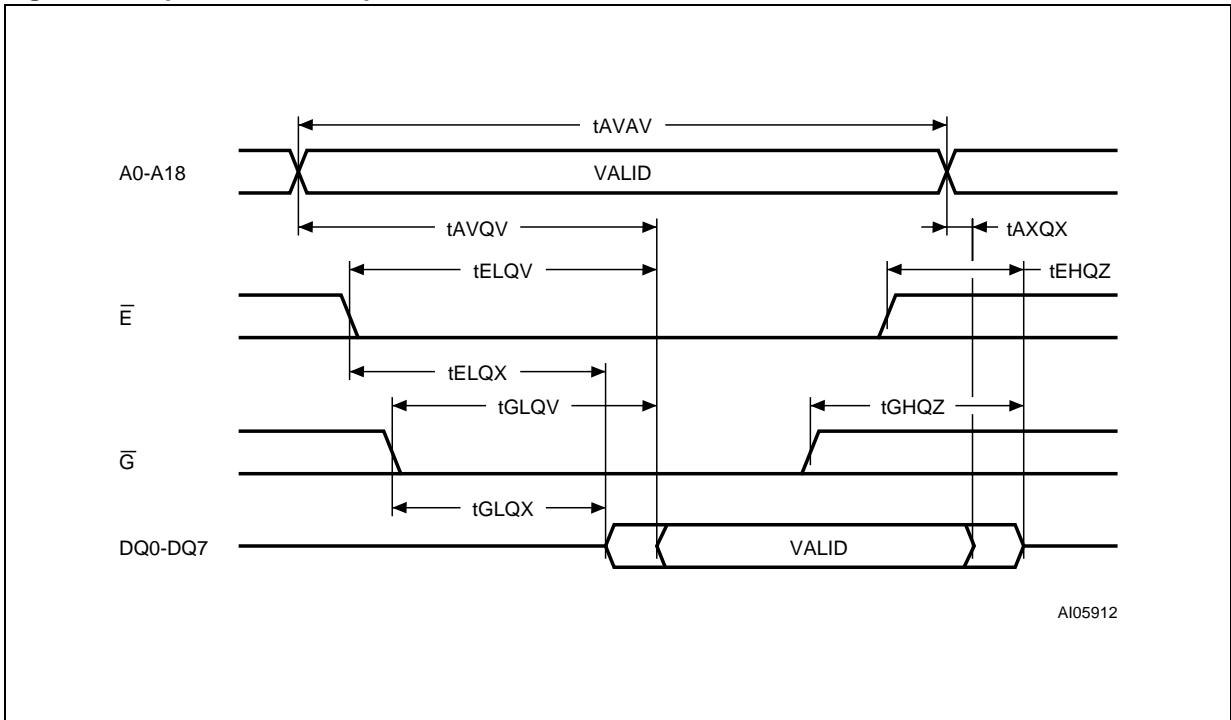 tAVAV
A0-A18
VALID
tAVQV
tAXQX
tELQV
tEHQZ
E
tELQX
tGLQV
tGHQZ
G
tGLQX
DQ0-DQ7
VALID
AI05912